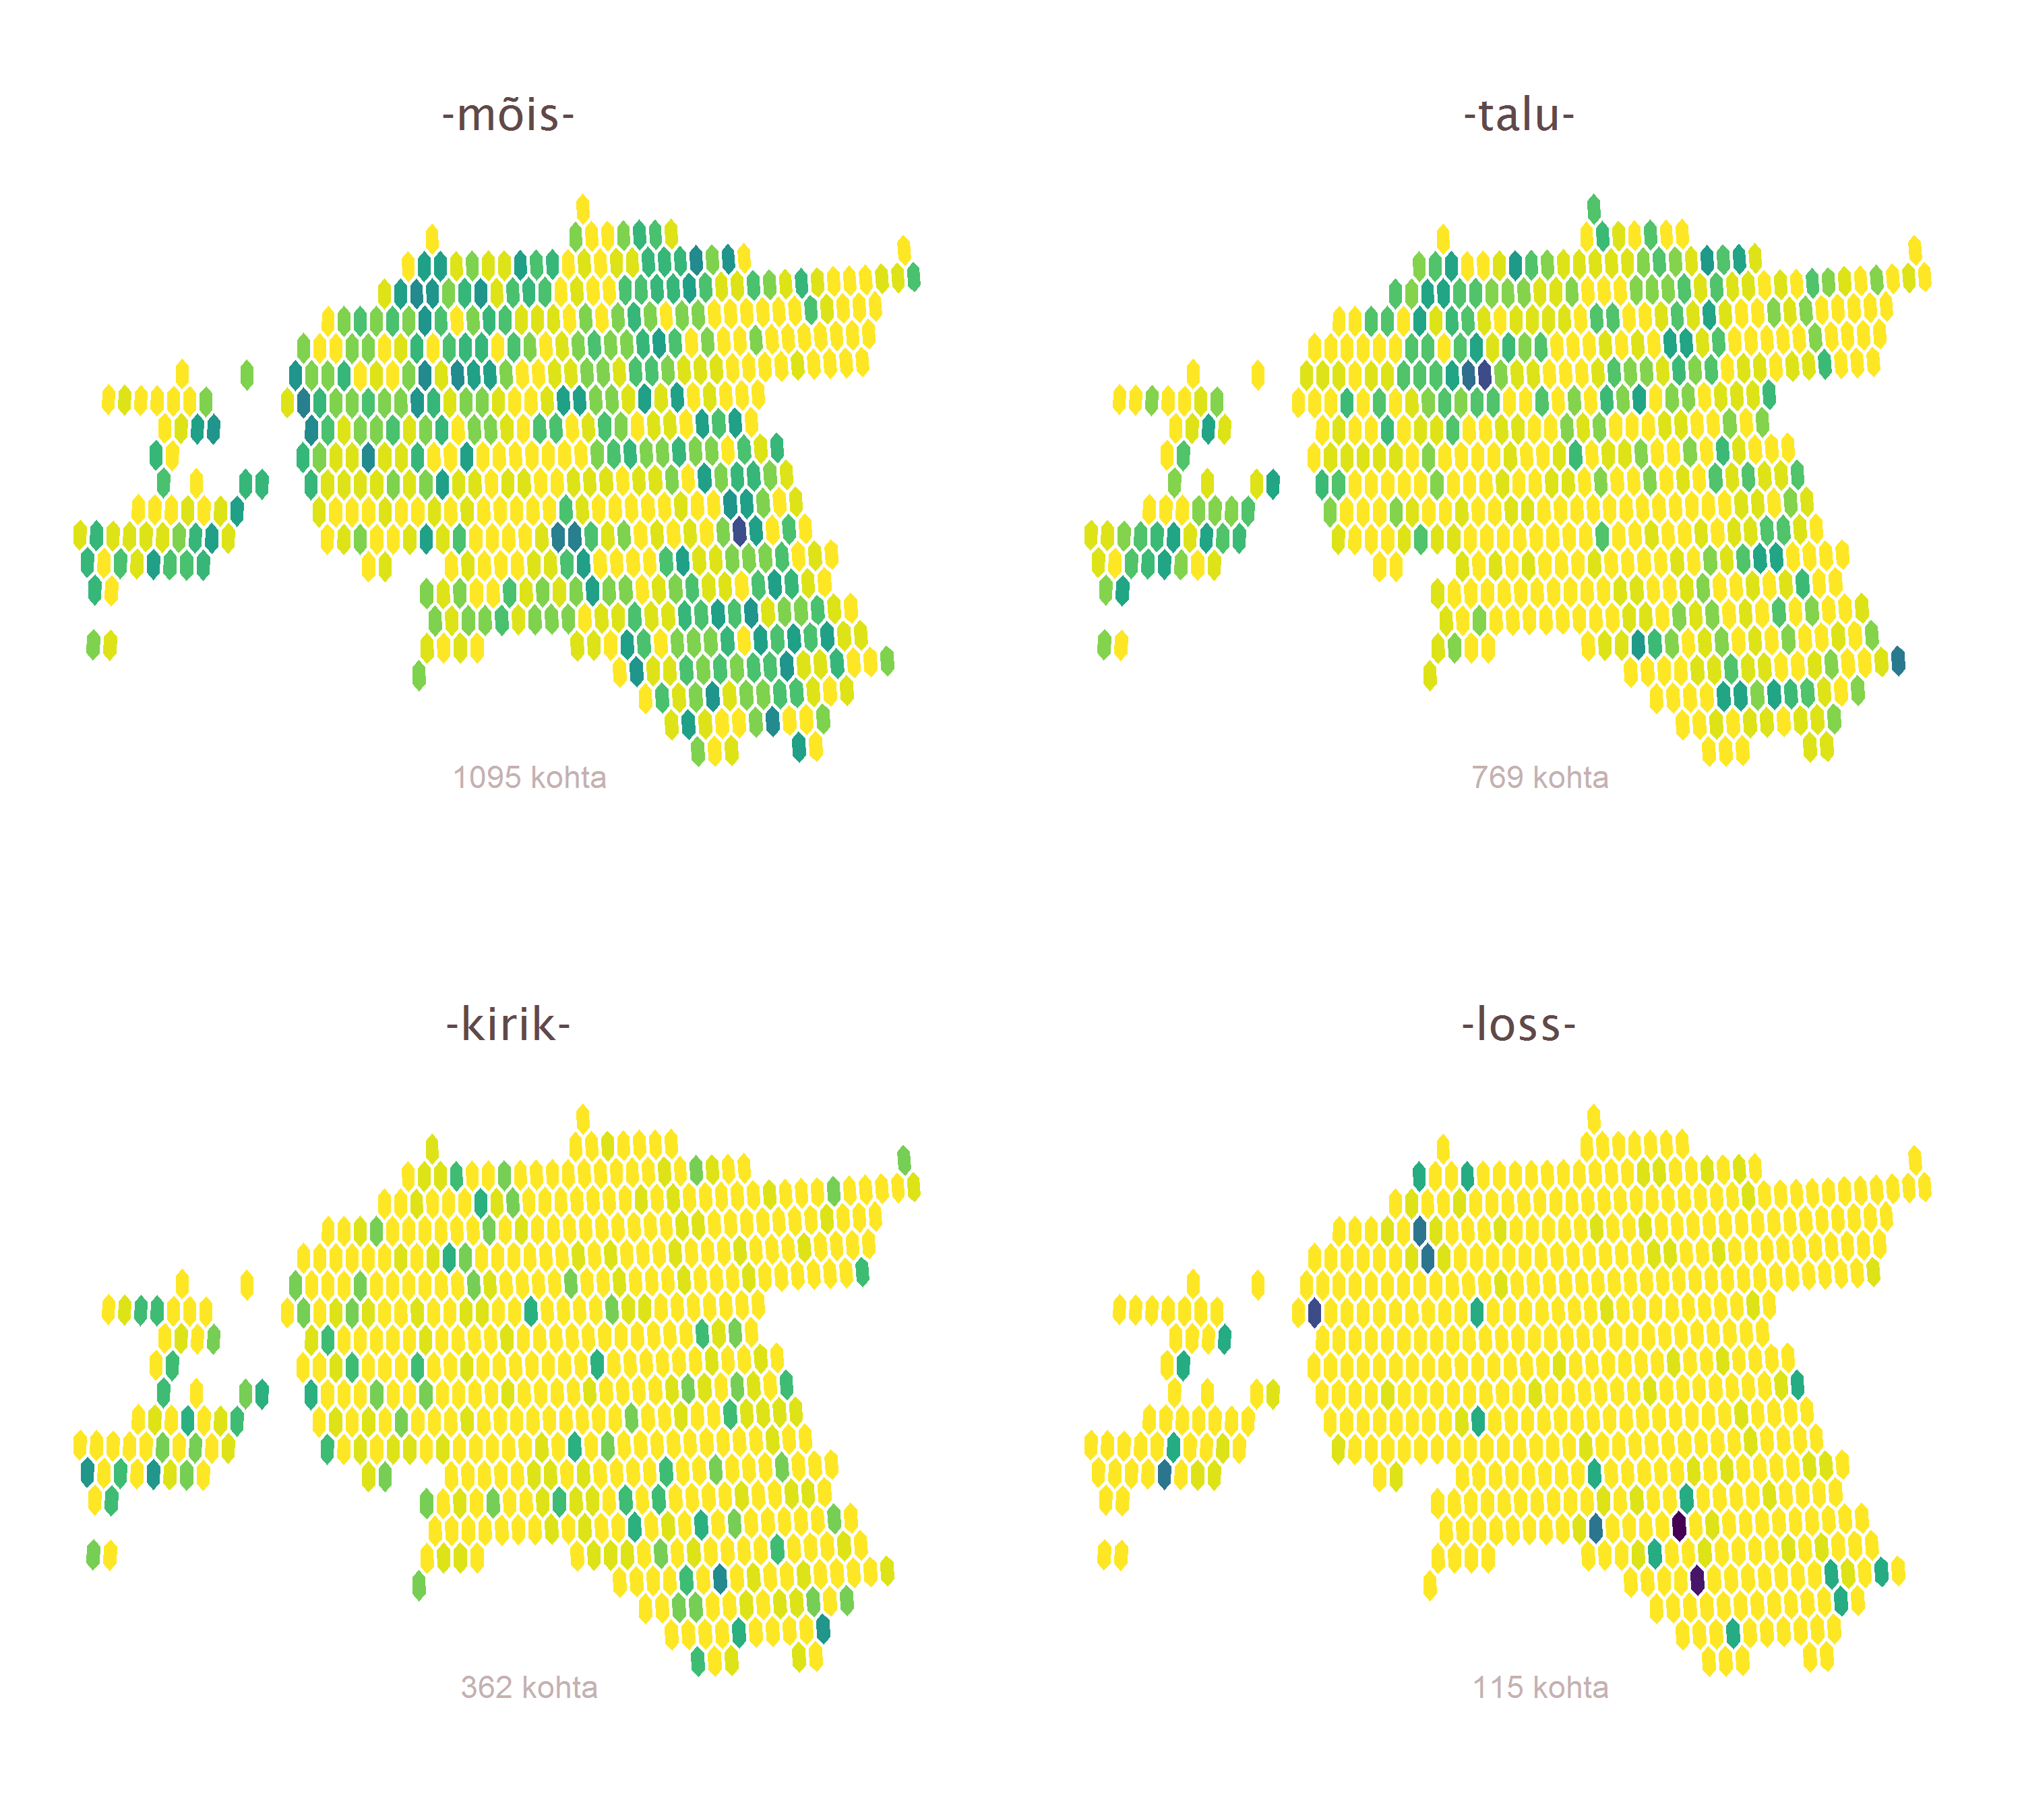 -mõis-
-talu-
1095 kohta
769 kohta
-kirik-
-loss-
362 kohta
115 kohta